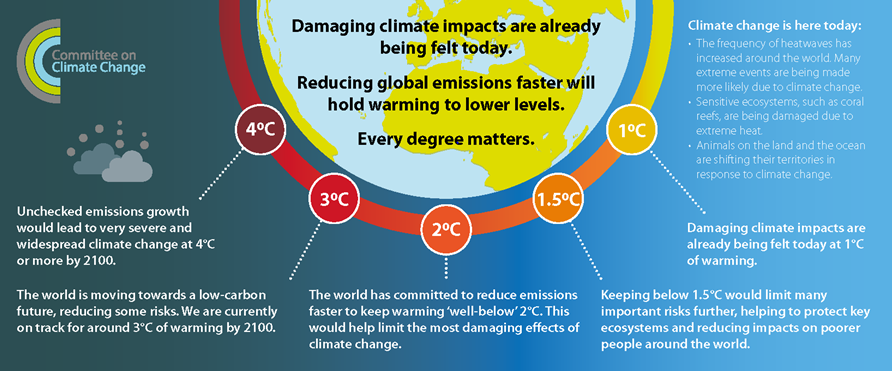 Committee on
Climate Change
Damaging climate impacts are already
being felt today.
Reducing global emissions faster will
hold warming to lower levels.
Every degree matters.
Climate change is here today:
• The frequency of heatwaves has
increased around the world. Many
extreme events are being made
more likely due to climate change.
• Sensitive ecosystems, such as coral
reefs, are being damaged due to
extreme heat.
• Animals on the land and the ocean
are shifting their territories in
response to climate change.
4ºC
3ºC
2ºC
1.5ºC
1ºC
Unchecked emissions growth
would lead to very severe and
widespread climate change at 4°C
or more by 2100.
The world is moving towards a low-carbon
future, reducing some risks. We are currently
on track for around 3°C of warming by 2100.
The world has committed to reduce emissions
faster to keep warming ‘well-below’ 2°C. This
would help limit the most damaging effects of
climate change.
Keeping below 1.5°C would limit many
important risks further, helping to protect key
ecosystems and reducing impacts on poorer
people around the world.
Damaging climate impacts are
already being felt today at 1°C
of warming.